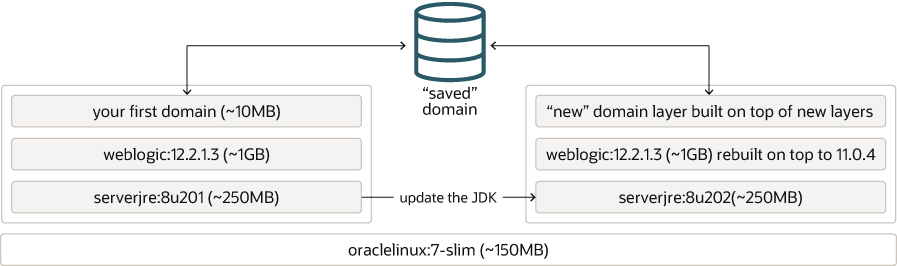 “saved”
domain
your first domain (~10MB)
weblogic:12.2.1.3 (~1GB)
serverjre:8u201 (~250MB)
update the JDK
“new” domain layer built on top of new layers
weblogic:12.2.1.3 (~1GB) rebuilt on top to 11.0.4
serverjre:8u202(~250MB)
oraclelinux:7-slim (~150MB)